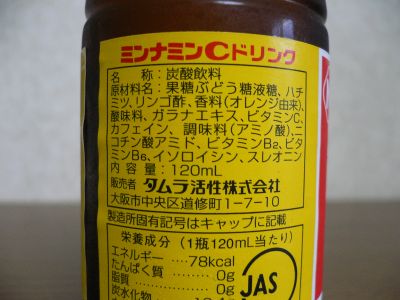 ミンナミンCドリンク
名 称：炭酸飲料
原材料名：果糖ぶどう糖液糖、ハチ
ミツ、リンゴ酢、香料（オレンジ由来）、
酸味料、ガラナエキス、ビタミンC、
カフェイン、調味料（アミノ酸）、ニ
コチン酸アミド、ビタミンB₂、ビタ
ミンB₆、イソロイシン、スレオニン
内 容 量：120mL
販売者 タムラ活性株式会社
大阪市中央区道修町1-7-10
製造所固有記号はキャップに記載
栄養成分（1瓶120mL当たり）
エネルギー 78kcal
たんぱく質 0g
脂質 0g
炭水化物
JAS